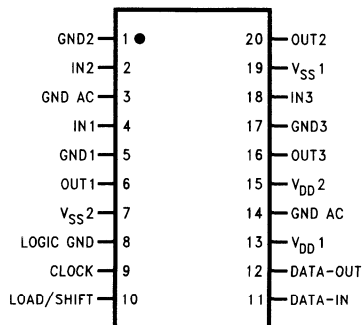 GND2 1 20 OUT2
IN2 2 19 VSS1
GND AC 3 18 IN3
IN1 4 17 GND3
GND1 5 16 OUT3
OUT1 6 15 VDD2
VSS2 7 14 GND AC
LOGIC GND 8 13 VDD1
CLOCK 9 12 DATA-OUT
LOAD/SHIFT 10 11 DATA-IN